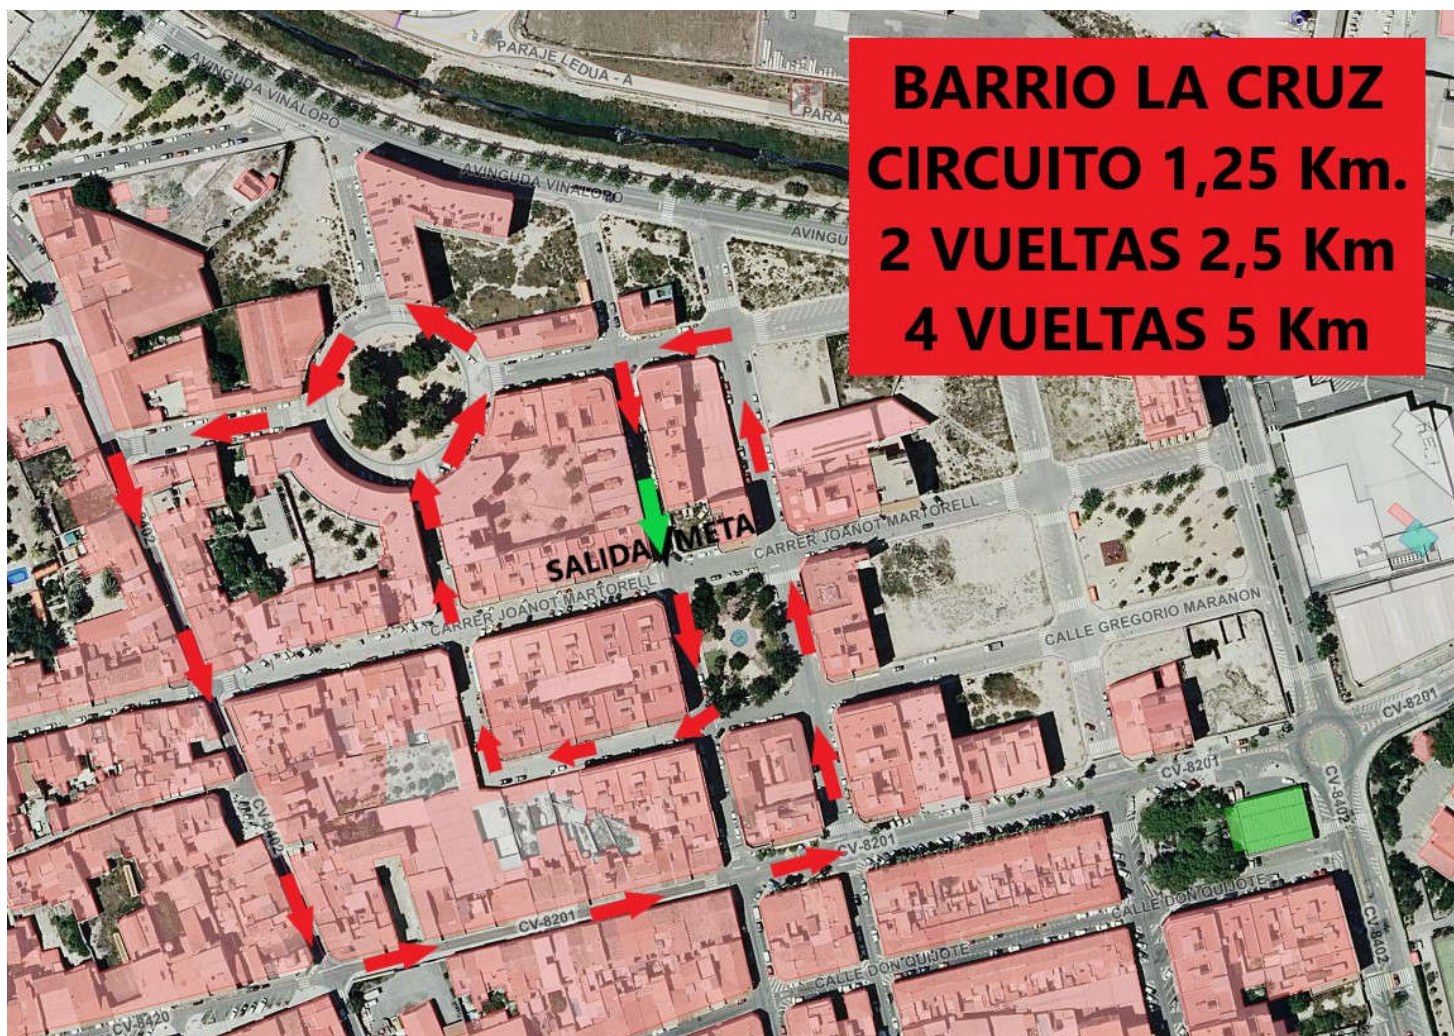 BARRIO LA CRUZ
CIRCUITO 1,25 Km.
2 VUELTAS 2,5 Km
4 VUELTAS 5 Km
PARAJE LEDUA - A
AVINGUDA VINALOPO
AVINGUDA VINALOPO
SALIDA/META
CARRER JOANOT MARTORELL
CARRER JOANOT MARTORELL
CALLE GREGORIO MARAÑON
CV-8201
CV-8201
CV-8402
CV-8201
CV-8201
CALLE DON QUIJOTE
CALLE DON QUIJOTE
CV-8402
CV-8420